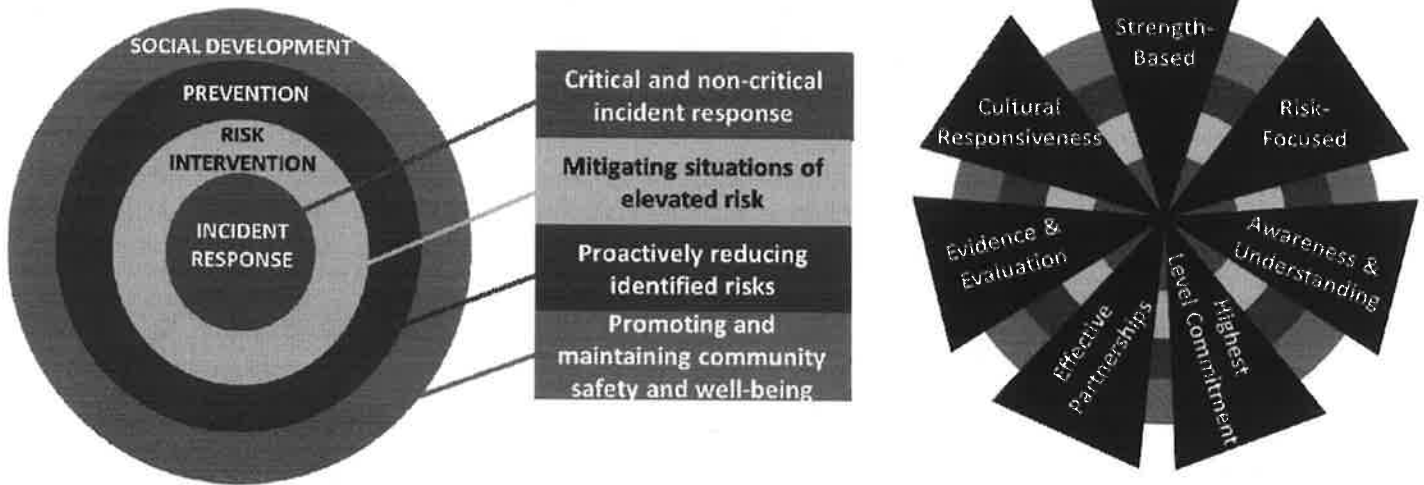 SOCIAL DEVELOPMENT
PREVENTION
RISK
INTERVENTION
INCIDENT
RESPONSE
Critical and non-critical
incident response
Mitigating situations of
elevated risk
Proactively reducing
identified risks
Promoting and
maintaining community
safety and well-being
Strength-
Based
Risk-
Focused
Awareness &
Understanding
Highest
Level Commitment
Effective
Partnerships
Evidence &
Evaluation
Cultural
Responsiveness